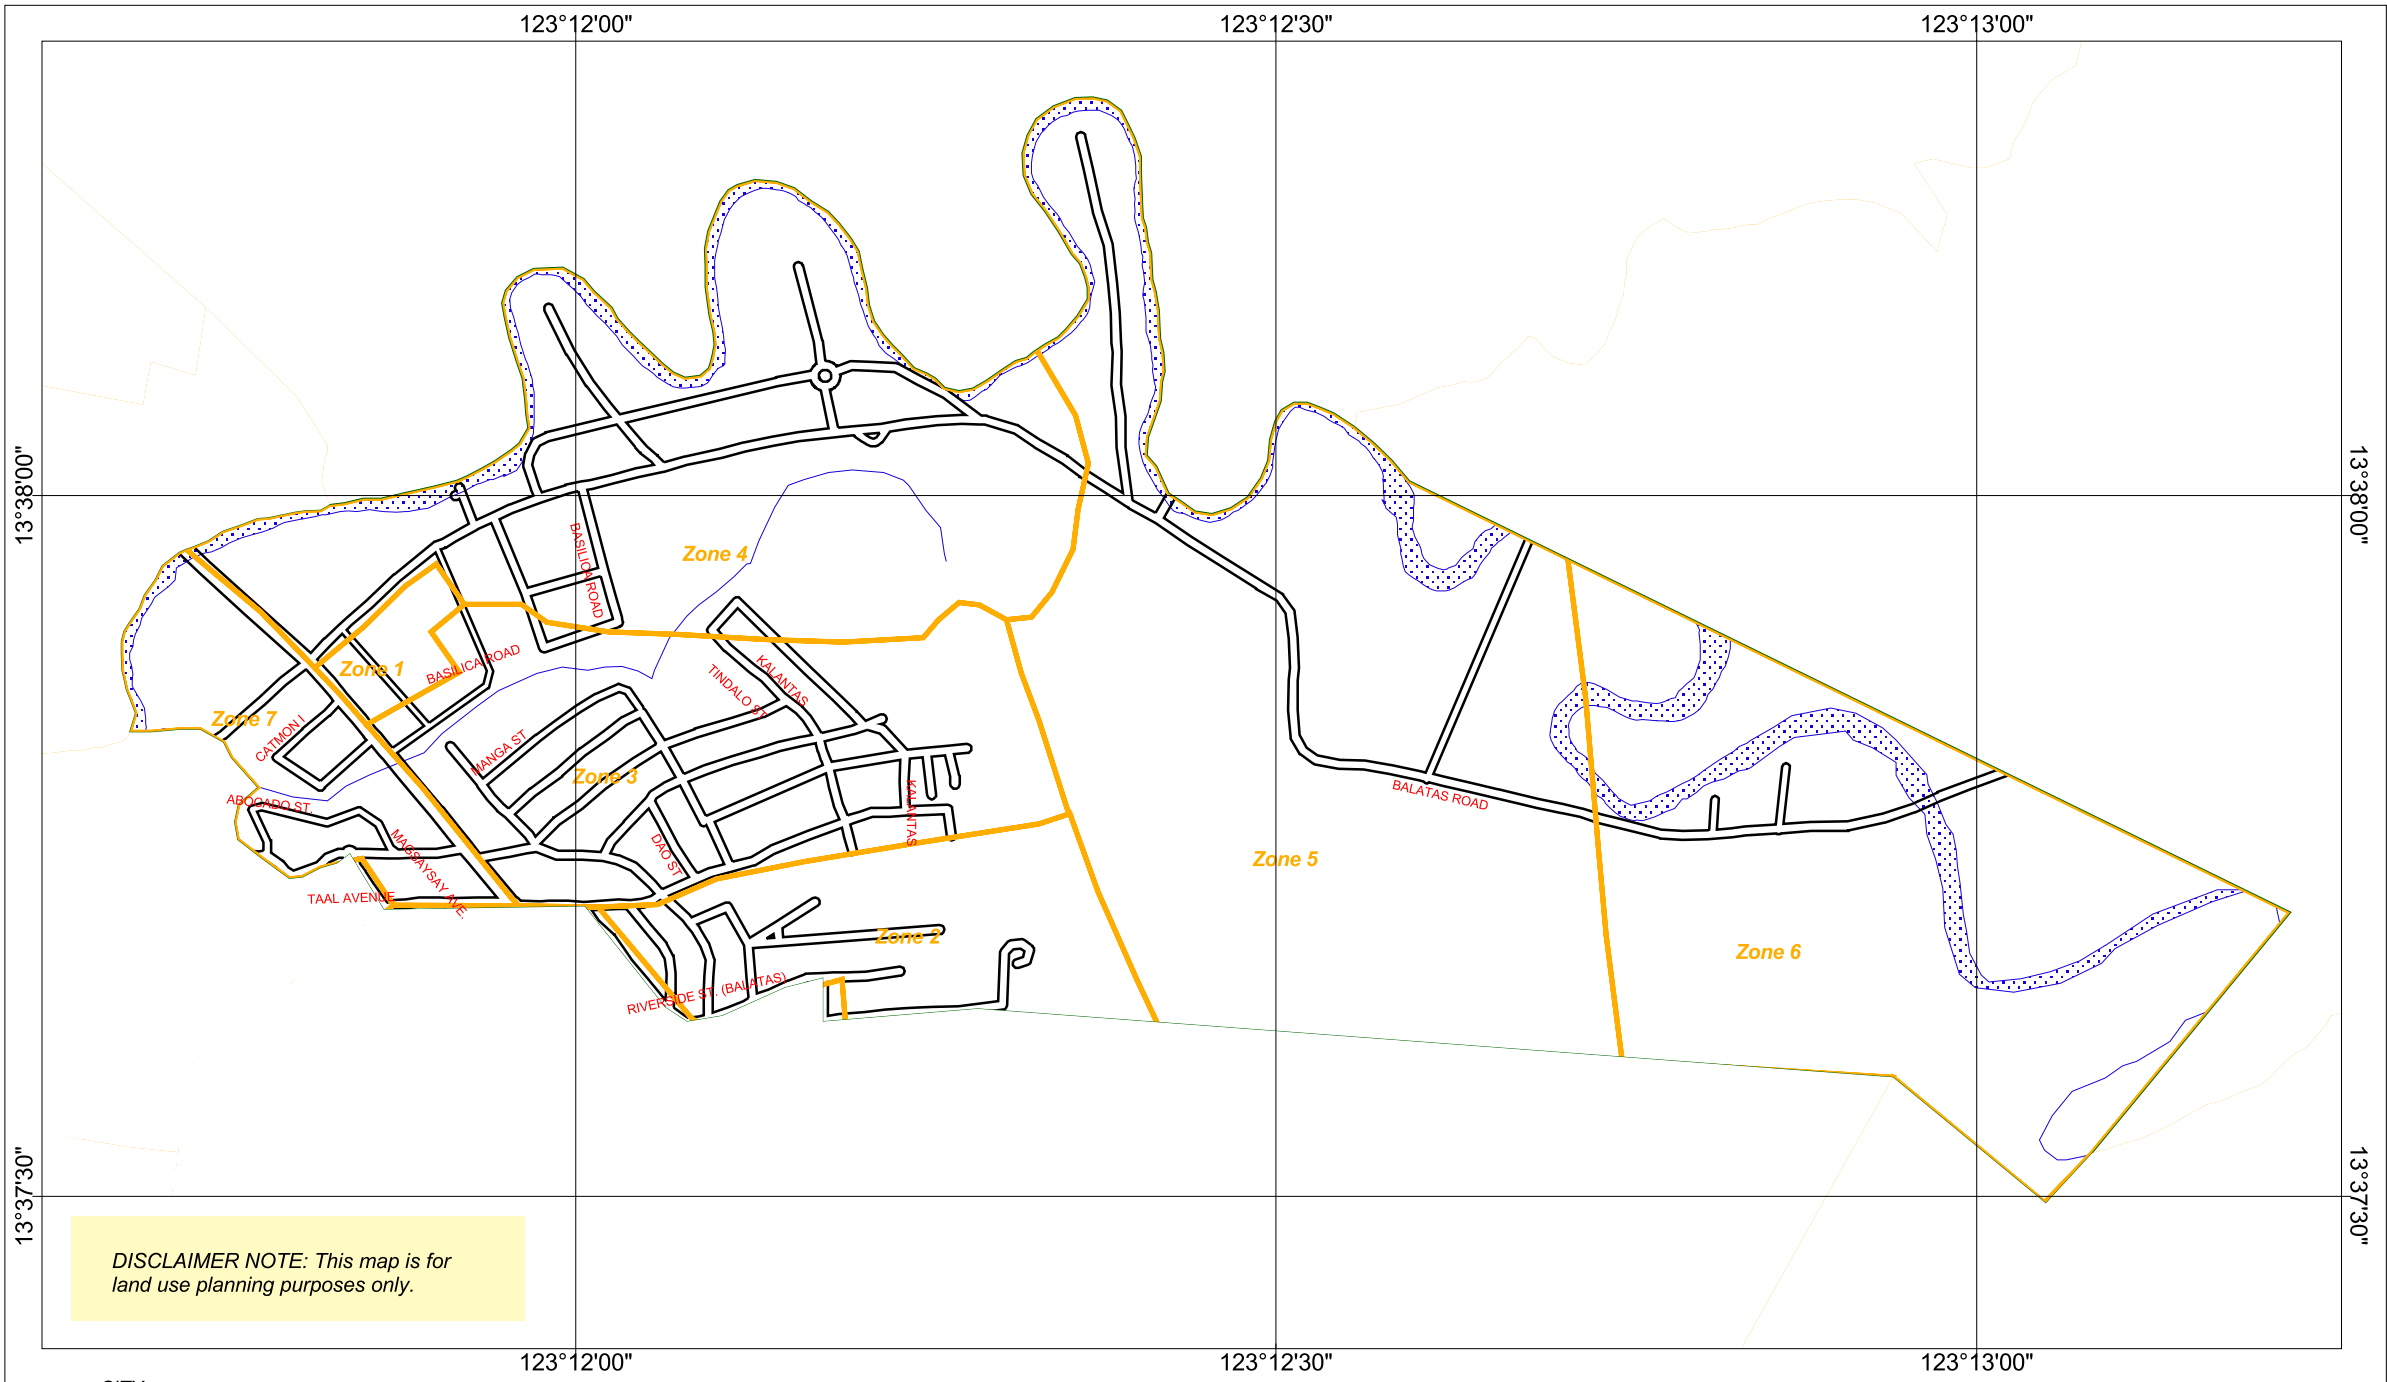 123°12'00"
123°12'30"
123°13'00"
13°38'00"
13°38'00"
BASILICA ROAD
Zone 4
Zone 1
BASILICA ROAD
KALANTAS
TINDALO ST.
Zone 7
CATMON I
MANGA ST
Zone 3
BALATAS ROAD
ABOCADO ST.
KALANTAS
MAGSAYSAY AVE.
DAO ST
Zone 5
TAAL AVENUE
Zone 2
Zone 6
RIVERSIDE ST. (BALATAS)
13°37'30"
13°37'30"
DISCLAIMER NOTE: This map is for
land use planning purposes only.
123°12'00"
123°12'30"
123°13'00"